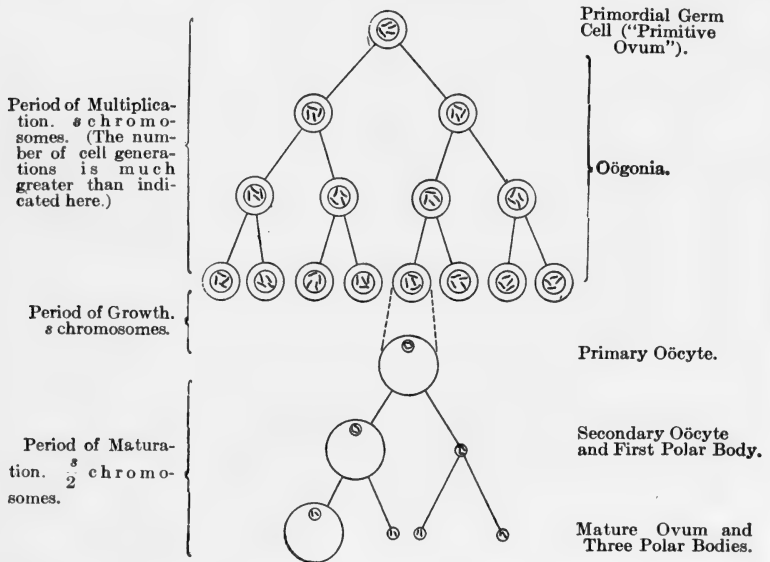 Primordial Germ
Cell ("Primitive
Ovum").
Period of Multiplica-
tion. s chromo-
somes. (The num-
ber of cell genera-
tions is much
greater than indi-
cated here.)
Oögonia.
Period of Growth.
s chromosomes.
Primary Oöcyte.
Period of Matura-
tion. s/2 chromo-
somes.
Secondary Oöcyte
and First Polar Body.
Mature Ovum and
Three Polar Bodies.